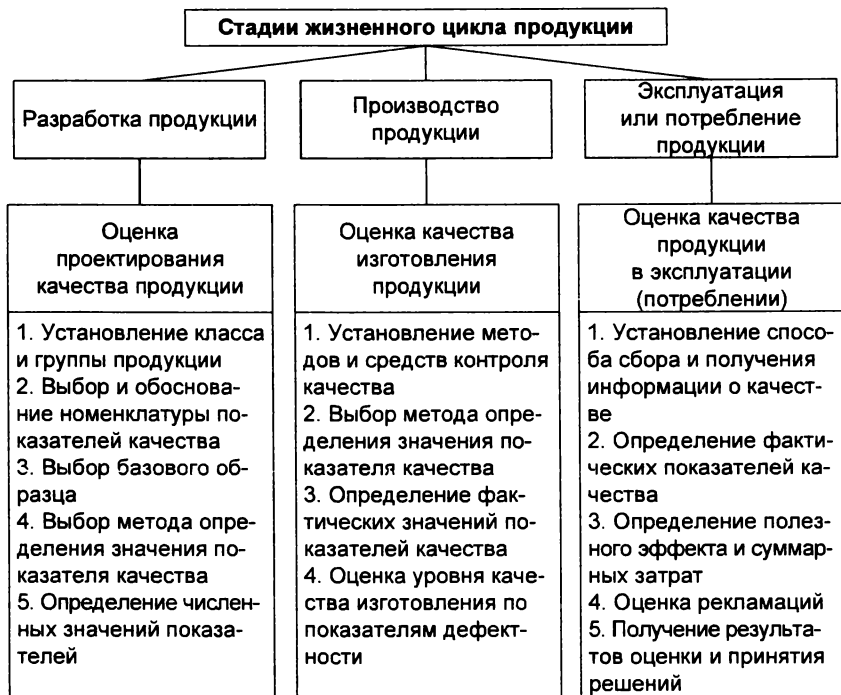 Стадии жизненного цикла продукции
Разработка продукции
Производство
продукции
Эксплуатация
или потребление
продукции
Оценка
проектирования
качества продукции
1. Установление класса
и группы продукции
2. Выбор и обоснова-
ние номенклатуры по-
казателей качества
3. Выбор базового об-
разца
4. Выбор метода опре-
деления значения по-
казателя качества
5. Определение числен-
ных значений показа-
телей
Оценка качества
изготовления
продукции
1. Установление мето-
дов и средств контроля
качества
2. Выбор метода опре-
деления значения по-
казателя качества
3. Определение фак-
тических значений по-
казателей качества
4. Оценка уровня каче-
ства изготовления по
показателям дефект-
ности
Оценка качества
продукции
в эксплуатации
(потреблении)
1. Установление спосо-
ба сбора и получения
информации о качест-
ве
2. Определение факти-
ческих показателей ка-
чества
3. Определение полез-
ного эффекта и суммар-
ных затрат
4. Оценка рекламаций
5. Получение результа-
тов оценки и принятия
решений